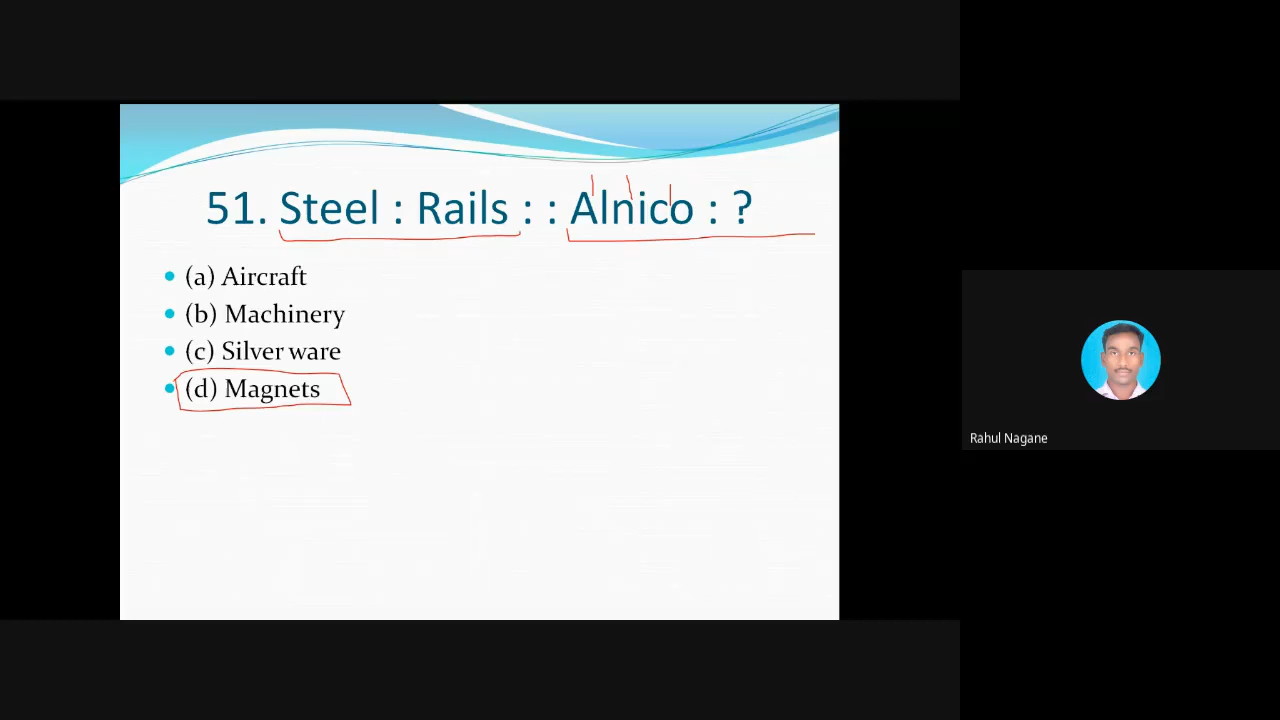 51. Steel : Rails : : Alnico : ?
(a) Aircraft
(b) Machinery
(c) Silver ware
(d) Magnets
Rahul Nagane